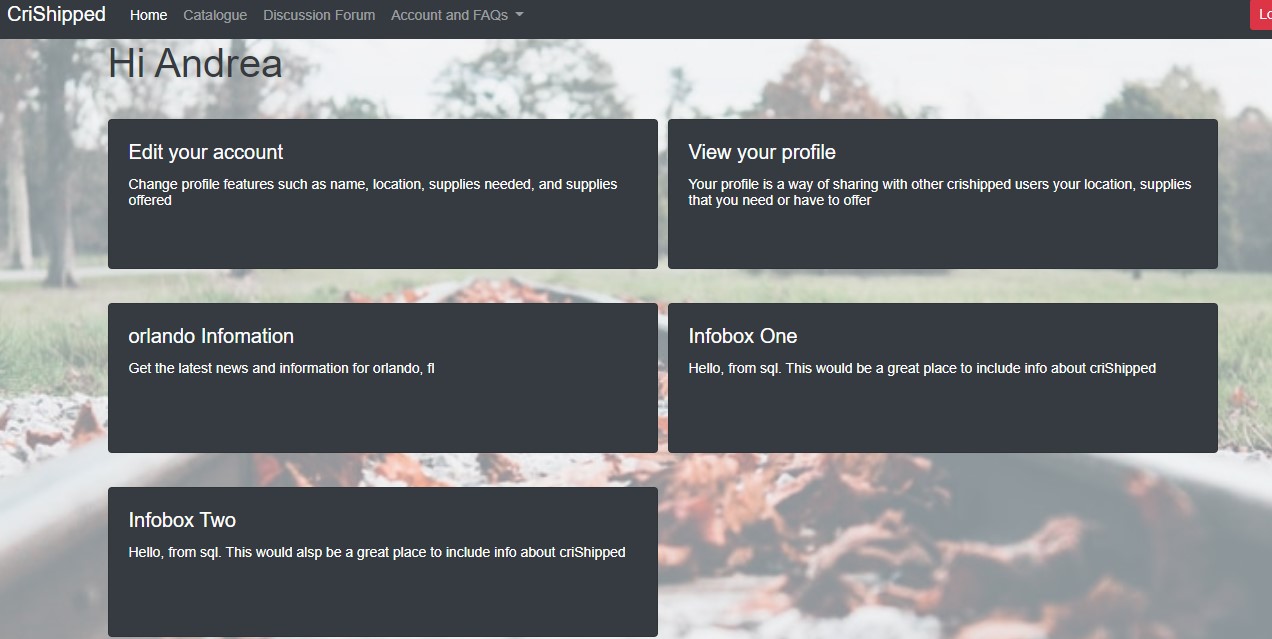 CriShipped Home Catalogue Discussion Forum Account and FAQs
Hi Andrea
Edit your account
Change profile features such as name, location, supplies needed, and supplies
offered
View your profile
Your profile is a way of sharing with other crishipped users your location, supplies
that you need or have to offer
orlando Infomation
Get the latest news and information for orlando, fl
Infobox One
Hello, from sql. This would be a great place to include info about criShipped
Infobox Two
Hello, from sql. This would alsp be a great place to include info about criShipped